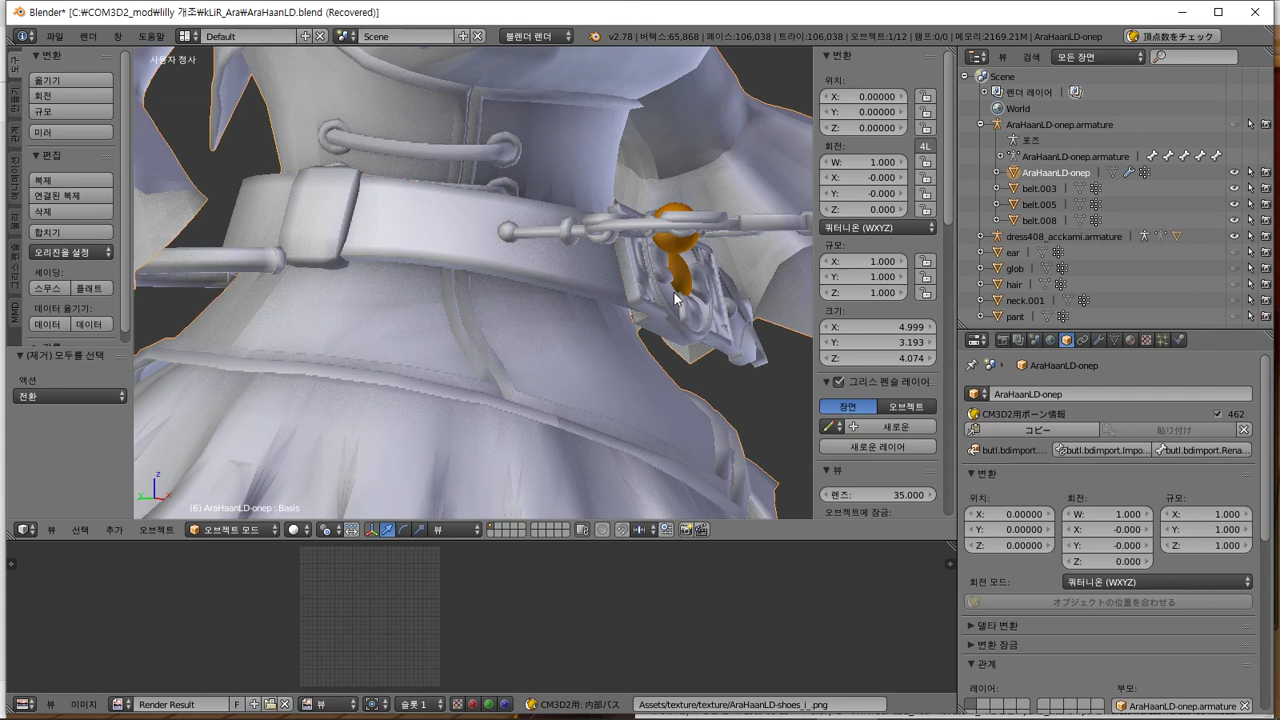 Blender* [C:₩COM3D2_mod₩lilly 개조₩kLiR_Ara₩AraHaanLD.blend (Recovered)]
파일 렌더 창 도움말 Default Scene 블렌더 렌더 v2.78 | 버텍스:65,868 | 페이스:106,038 | 트라이:106,038 | 오브젝트:1/12 | 램프:0/0 | 메모리:2169.21M | AraHaanLD-onep 頂点数をチェック
변환
옮기기
회전
규모
미러
편집
복제
연결된 복제
삭제
합치기
오리진을 설정
셰이딩:
스무스 플래트
데이터 옮기기:
데이터 데이터
(제거) 모두를 선택
액션
전환
MMD
사용자 정사
(6) AraHaanLD-onep : Basis
뷰 선택 추가 오브젝트 오브젝트 모드 뷰
변환
위치:
X: 0.00000
Y: 0.00000
Z: 0.00000
회전: 4L
W: 1.000
X: -0.000
Y: -0.000
Z: 0.000
쿼터니온 (WXYZ)
규모:
X: 1.000
Y: 1.000
Z: 1.000
크기:
X: 4.999
Y: 3.193
Z: 4.074
그리스 펜슬 레이어
장면 오브젝트
새로운
새로운 레이어
뷰
렌즈: 35.000
오브젝트에 잠금:
뷰 검색 모든 장면
Scene
렌더 레이어
World
AraHaanLD-onep.armature
포즈
AraHaanLD-onep.armature
AraHaanLD-onep
belt.003
belt.005
belt.008
dress408_acckami.armature
ear
glob
hair
neck.001
pant
AraHaanLD-onep
AraHaanLD-onep
CM3D2用ボーン情報 462
コピー 貼り付け
butl.bdimport.... butl.bdimport.Impo... butl.bdimport.Rena...
변환
위치: 회전: 규모:
X: 0.00000 W: 1.000 X: 1.000
Y: 0.00000 X: -0.000 Y: 1.000
Z: 0.00000 Y: -0.000 Z: 1.000
Z: 0.000
회전 모드: 쿼터니온 (WXYZ)
オブジェクトの位置を合わせる
델타 변환
변환 잠금
관계
레이어: 부모:
AraHaanLD-onep.armature
뷰 이미지 Render Result F 뷰 슬롯 1 CM3D2用: 内部パス Assets/texture/texture/AraHaanLD-shoes_i_.png